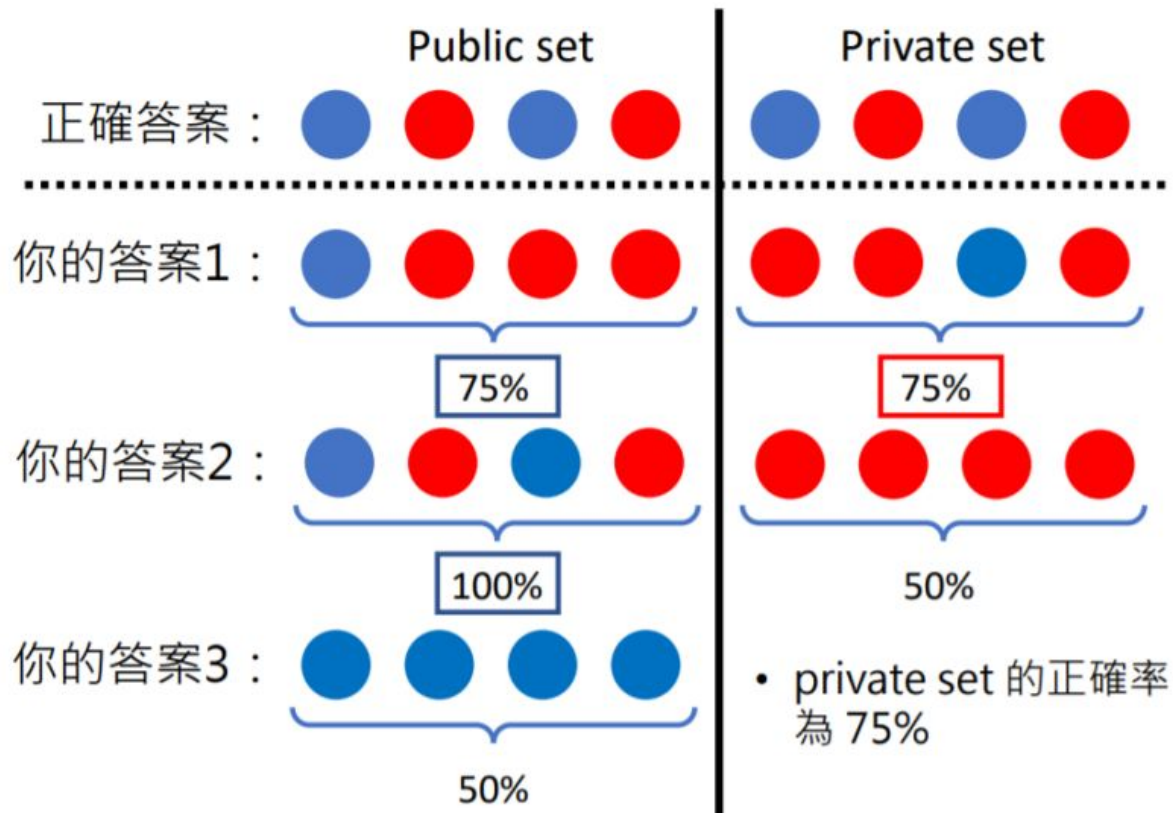 Public set
Private set
正確答案：
你的答案1：
75%
75%
你的答案2：
100%
50%
你的答案3：
50%
• private set 的正確率
為 75%